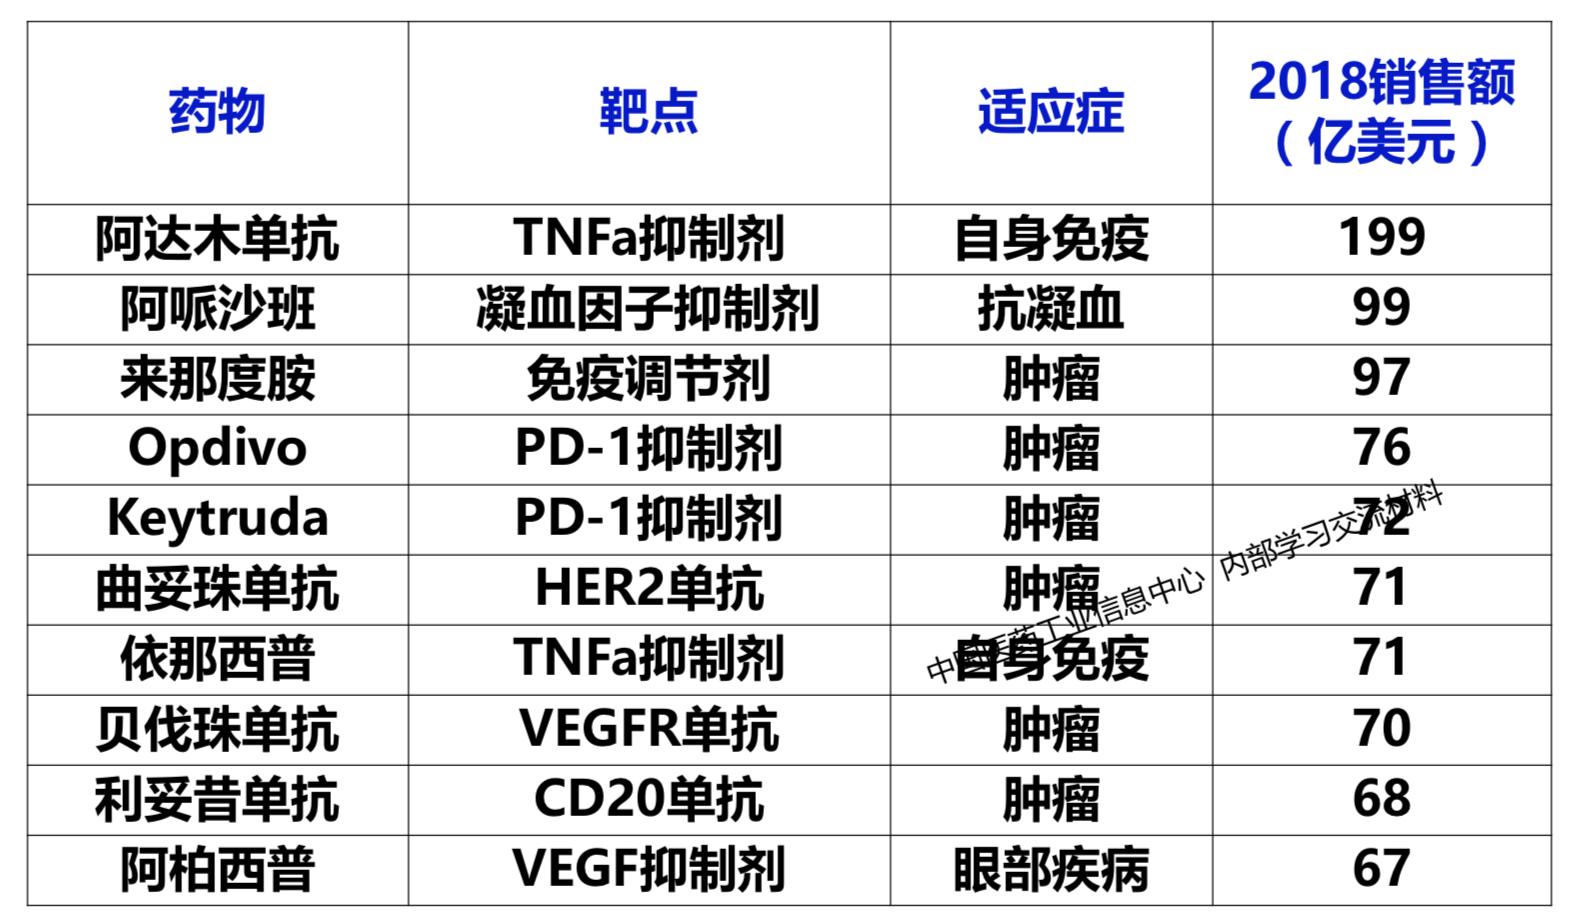 药物 靶点 适应症 2018销售额
（亿美元）
阿达木单抗 TNFa抑制剂 自身免疫 199
阿哌沙班 凝血因子抑制剂 抗凝血 99
来那度胺 免疫调节剂 肿瘤 97
Opdivo PD-1抑制剂 肿瘤 76
Keytruda PD-1抑制剂 肿瘤 72
曲妥珠单抗 HER2单抗 肿瘤 71
依那西普 TNFa抑制剂 自身免疫 71
贝伐珠单抗 VEGFR单抗 肿瘤 70
利妥昔单抗 CD20单抗 肿瘤 68
阿柏西普 VEGF抑制剂 眼部疾病 67
中国医药工业信息中心 内部学习交流材料